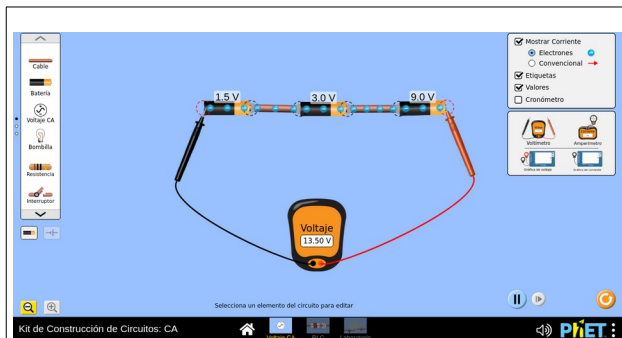 Cable
Batería
Voltaje CA
Bombilla
Resistencia
Interruptor
1.5 V
3.0 V
9.0 V
Voltaje
13.50 V
Mostrar Corriente
Electrones
Convencional
Etiquetas
Valores
Cronómetro
Voltímetro
Amperímetro
Gráfica de voltaje
Gráfica de corriente
Selecciona un elemento del circuito para editar
Kit de Construcción de Circuitos: CA
Voltaje CA
RLC
Laboratorio
PhET